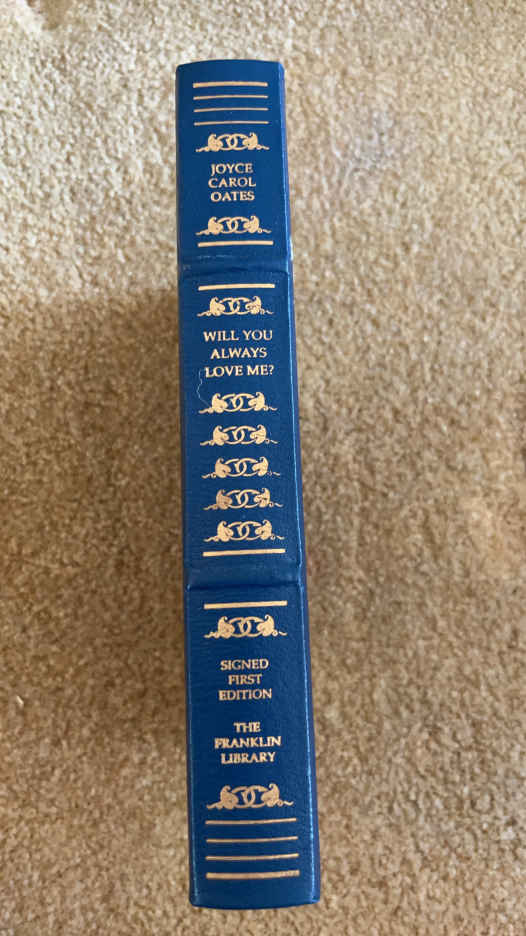 JOYCE
CAROL
OATES
WILL YOU
ALWAYS
LOVE ME?
SIGNED
FIRST
EDITION
THE
FRANKLIN
LIBRARY